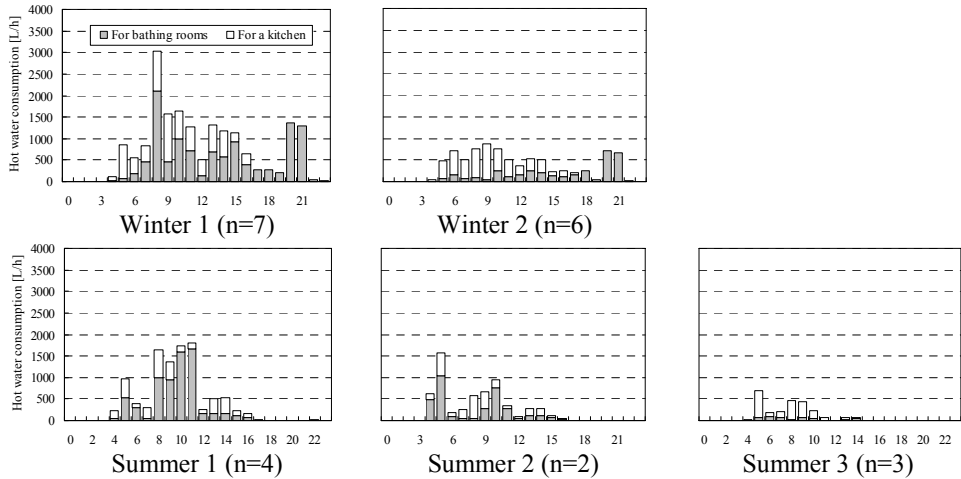 Hot water consumption [L/h]
4000
3500
3000
2500
2000
1500
1000
500
0
For bathing rooms For a kitchen
0 3 6 9 12 15 18 21
0 3 6 9 12 15 18 21
Winter 1 (n=7)
Winter 2 (n=6)
Hot water consumption [L/h]
4000
3500
3000
2500
2000
1500
1000
500
0
0 2 4 6 8 10 12 14 16 18 20 22
0 3 6 9 12 15 18 21
0 2 4 6 8 10 12 14 16 18 20 22
Summer 1 (n=4)
Summer 2 (n=2)
Summer 3 (n=3)